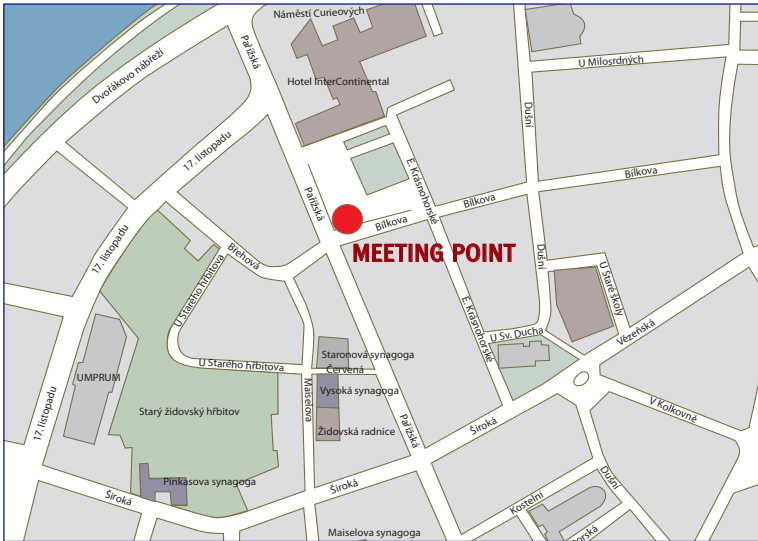 Náměstí Curieových
Pařížská
Hotel InterContinental
Dvořákovo nábřeží
U Milosrdných
Dušní
17. listopadu
E. Krásnohorské
Bílkova
Pařížská
Bílkova
Bílkova
MEETING POINT
17. listopadu
Břehová
Dušní
U Starého hřbitova
U Staré školy
E. Krásnohorské
U Sv. Ducha
Vězeňská
Staronová synagoga
U Starého hřbitova
Červená
UMPRUM
Maiselova
Vysoká synagoga
Starý židovský hřbitov
Pařížská
V Kolkovně
17. listopadu
Židovská radnice
Široká
Pinkasova synagoga
Široká
Široká
Dušní
Kostelní
Maiselova synagoga
orská